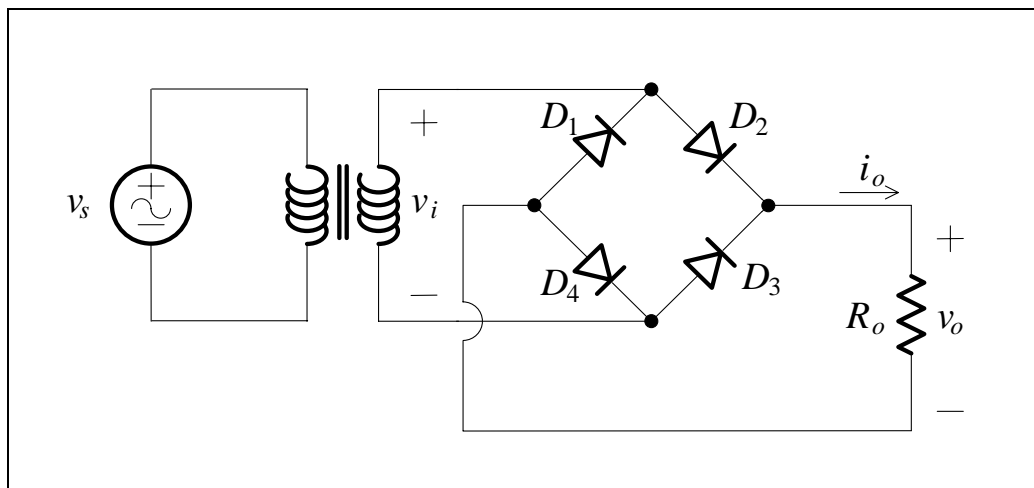 D1
D2
+
io
vs
+
−
vi
+
−
D4
D3
Ro
vo
−